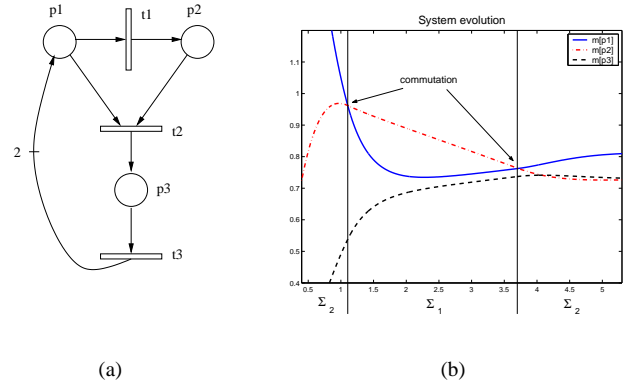 p1
t1
p2
t2
2
p3
t3
(a)
System evolution
m[p1]
m[p2]
m[p3]
commutation
1.1
1
0.9
0.8
0.7
0.6
0.5
0.4
0.5 1 1.5 2 2.5 3 3.5 4 4.5 5
Σ2 Σ1 Σ2
(b)